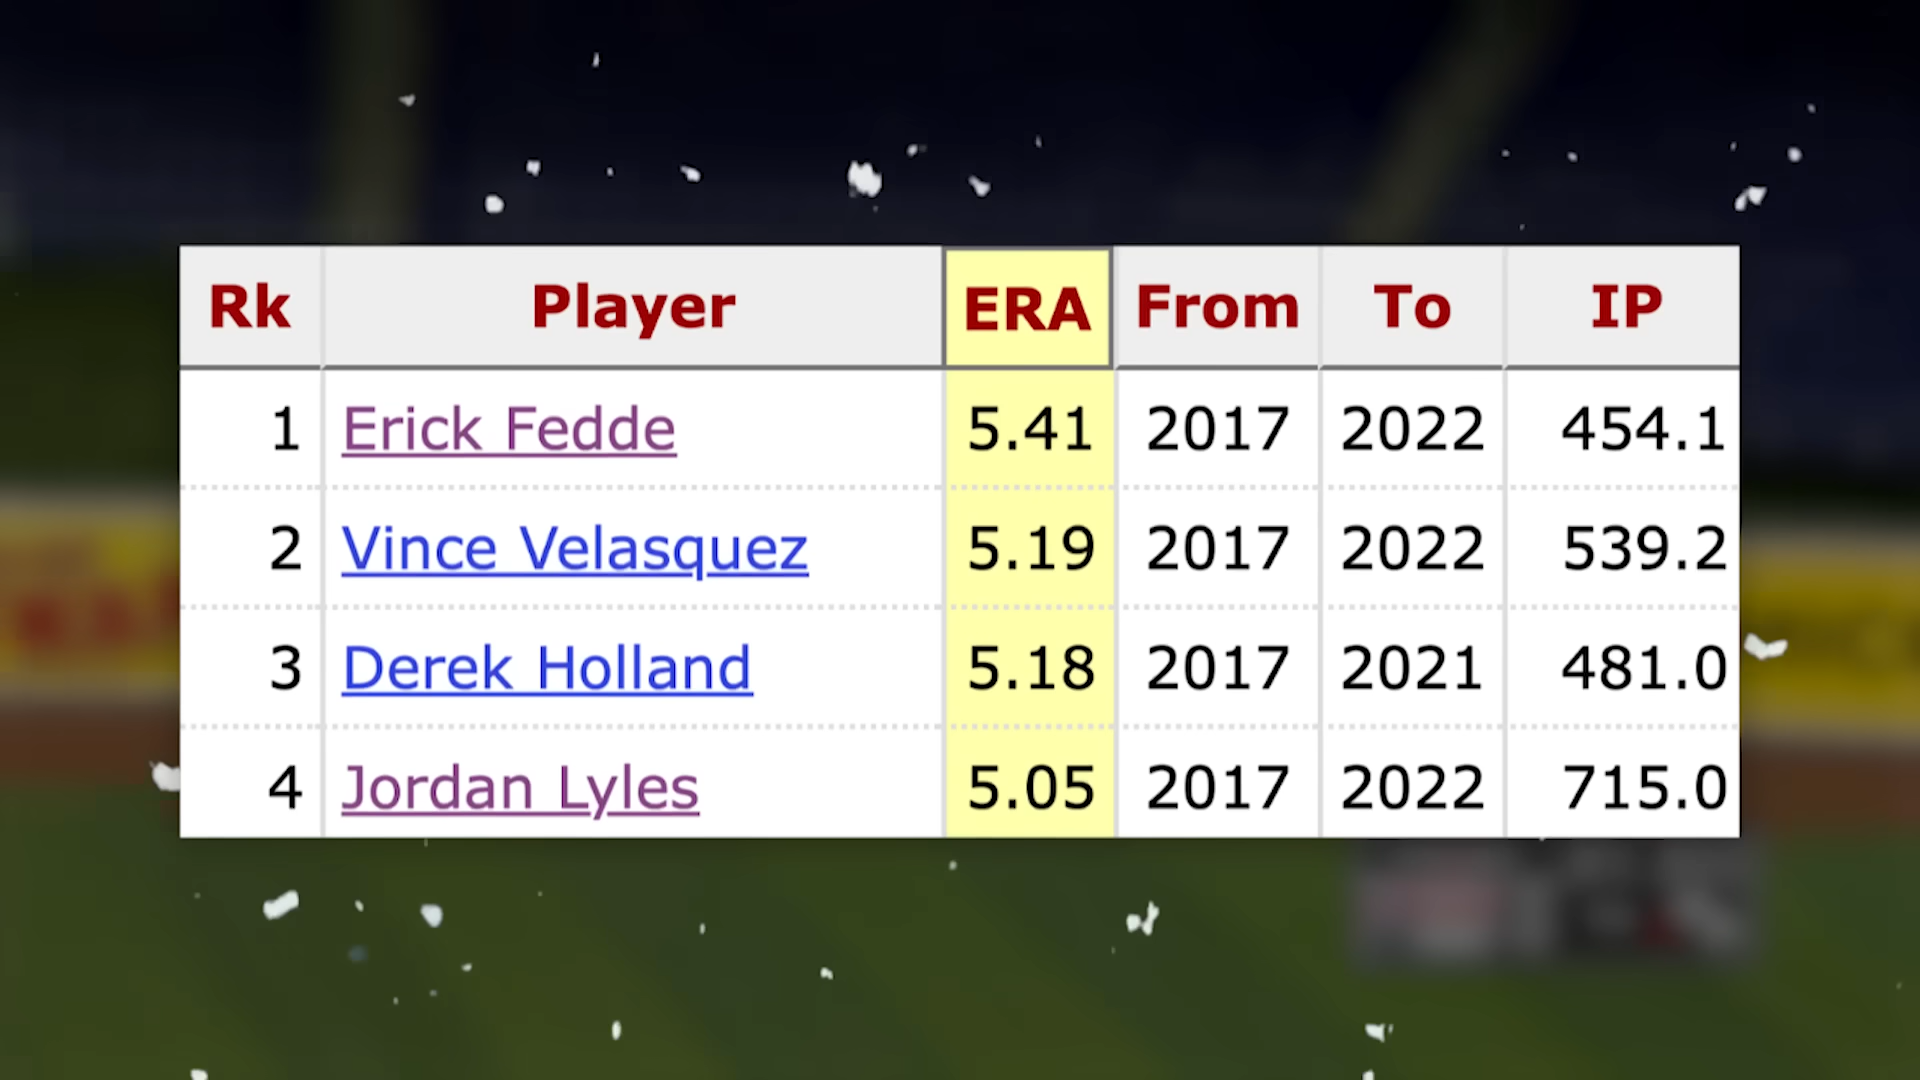 Rk Player ERA From To IP
1 Erick Fedde 5.41 2017 2022 454.1
2 Vince Velasquez 5.19 2017 2022 539.2
3 Derek Holland 5.18 2017 2021 481.0
4 Jordan Lyles 5.05 2017 2022 715.0